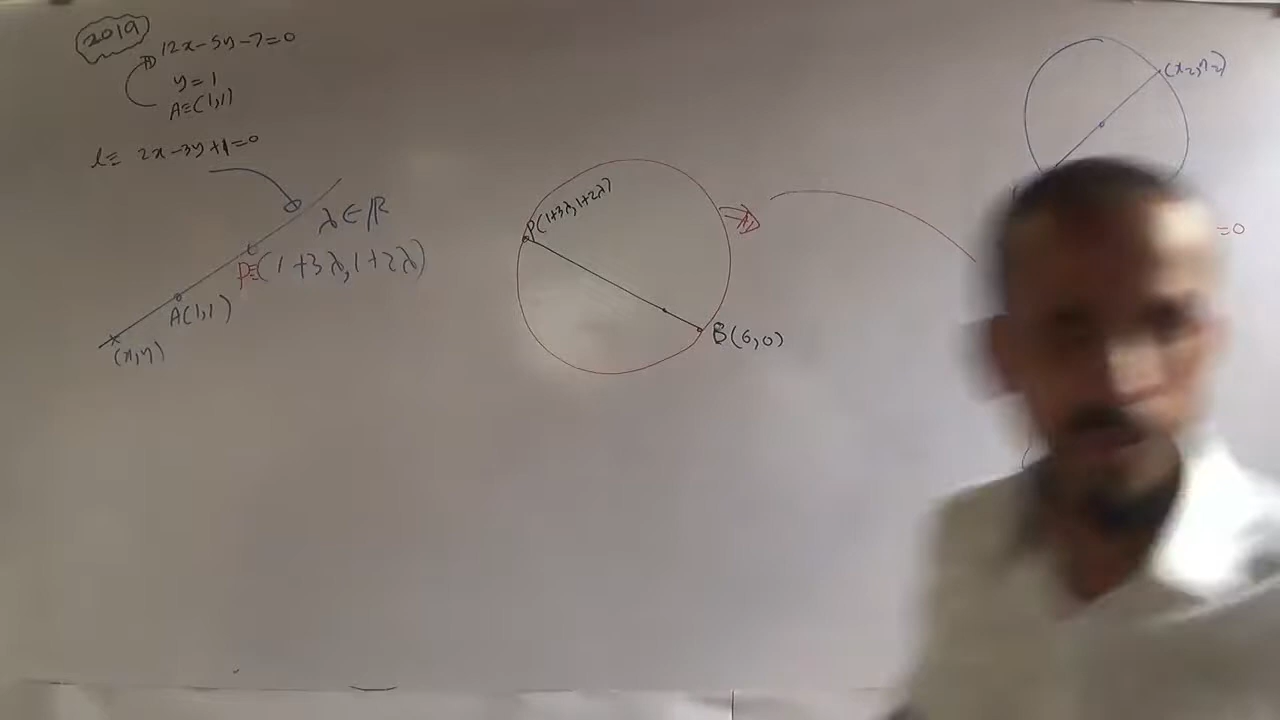 2019
12x-5y-7=0
y=1
A≡(1,1)
l≡ 2x-3y+1=0
λ∈ℝ
P≡(1+3λ,1+2λ)
A(1,1)
(x,y)
P(1+3λ,1+2λ)
B(6,0)
(x₂,y₂)
=0